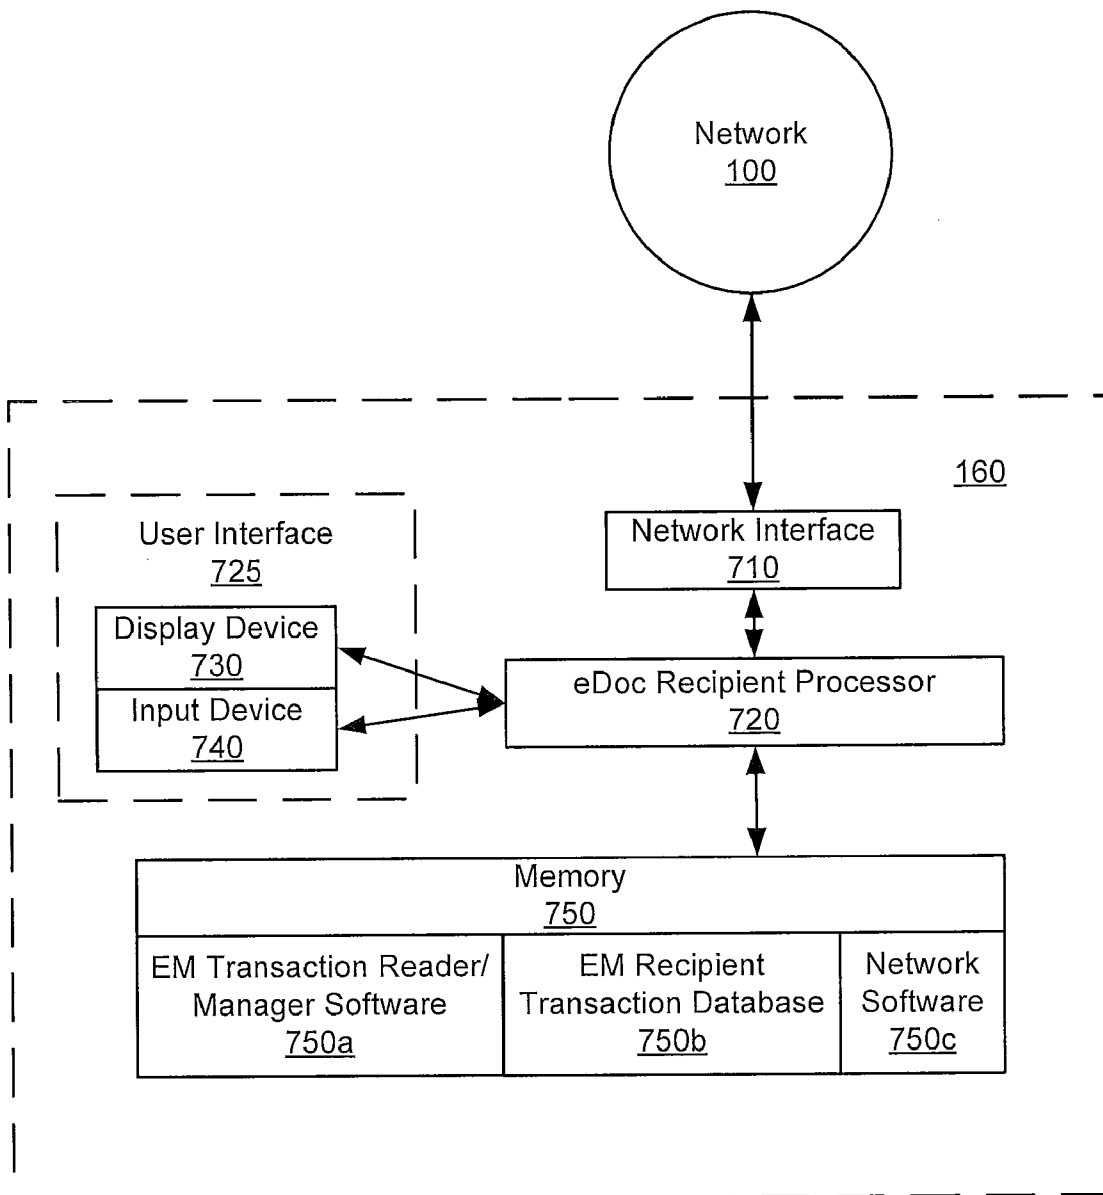 Network
100
160
User Interface
725
Network Interface
710
Display Device
730
Input Device
740
eDoc Recipient Processor
720
Memory
750
EM Transaction Reader/
Manager Software
750a
EM Recipient
Transaction Database
750b
Network
Software
750c